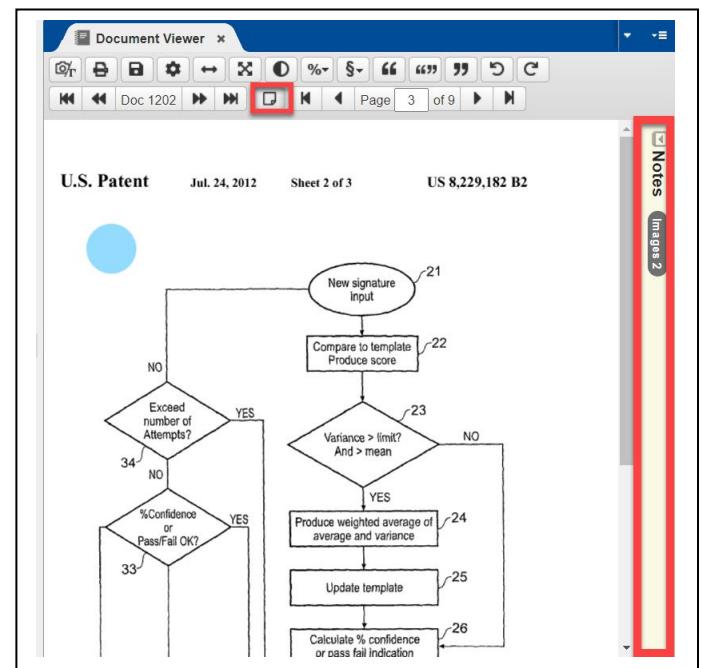 Document Viewer ×
%
§
“
“”
”
Doc 1202
Page 3 of 9
Notes
Images 2
U.S. Patent Jul. 24, 2012 Sheet 2 of 3 US 8,229,182 B2
New signature
input
21
Compare to template
Produce score
22
NO
Exceed
number of
Attempts?
YES
34
NO
Variance > limit?
And > mean
23
NO
YES
%Confidence
or
Pass/Fail OK?
YES
33
Produce weighted average of
average and variance
24
Update template
25
Calculate % confidence
or pass fail indication
26